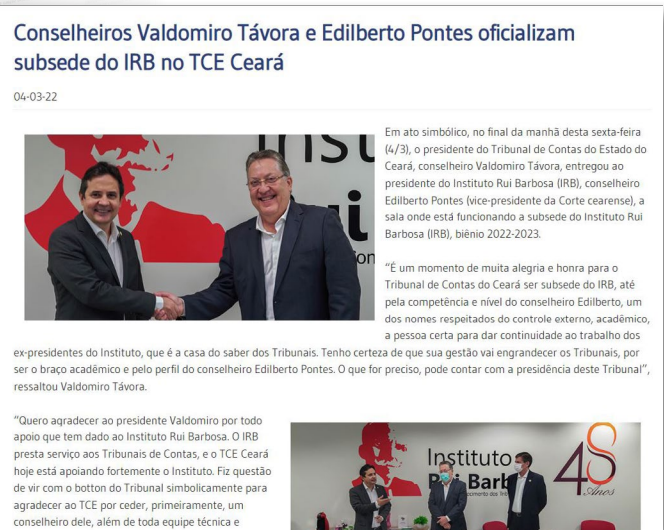 Conselheiros Valdomiro Távora e Edilberto Pontes oficializam
subsede do IRB no TCE Ceará
04-03-22
Em ato simbólico, no final da manhã desta sexta-feira
(4/3), o presidente do Tribunal de Contas do Estado do
Ceará, conselheiro Valdomiro Távora, entregou ao
presidente do Instituto Rui Barbosa (IRB), conselheiro
Edilberto Pontes (vice-presidente da Corte cearense), a
sala onde está funcionando a subsede do Instituto Rui
Barbosa (IRB), biênio 2022-2023.
“É um momento de muita alegria e honra para o
Tribunal de Contas do Ceará ser subsede do IRB, até
pela competência e nível do conselheiro Edilberto, um
dos nomes respeitados do controle externo, acadêmico,
a pessoa certa para dar continuidade ao trabalho dos
ex-presidentes do Instituto, que é a casa do saber dos Tribunais. Tenho certeza de que sua gestão vai engrandecer os Tribunais, por
ser o braço acadêmico e pelo perfil do conselheiro Edilberto Pontes. O que for preciso, pode contar com a presidência deste Tribunal”,
ressaltou Valdomiro Távora.
“Quero agradecer ao presidente Valdomiro por todo
apoio que tem dado ao Instituto Rui Barbosa. O IRB
presta serviço aos Tribunais de Contas, e o TCE Ceará
hoje está apoiando fortemente o Instituto. Fiz questão
de vir com o botton do Tribunal simbolicamente para
agradecer ao TCE por ceder, primeiramente, um
conselheiro dele, além de toda equipe técnica e
Instituto
Rui Barb
48
Anos